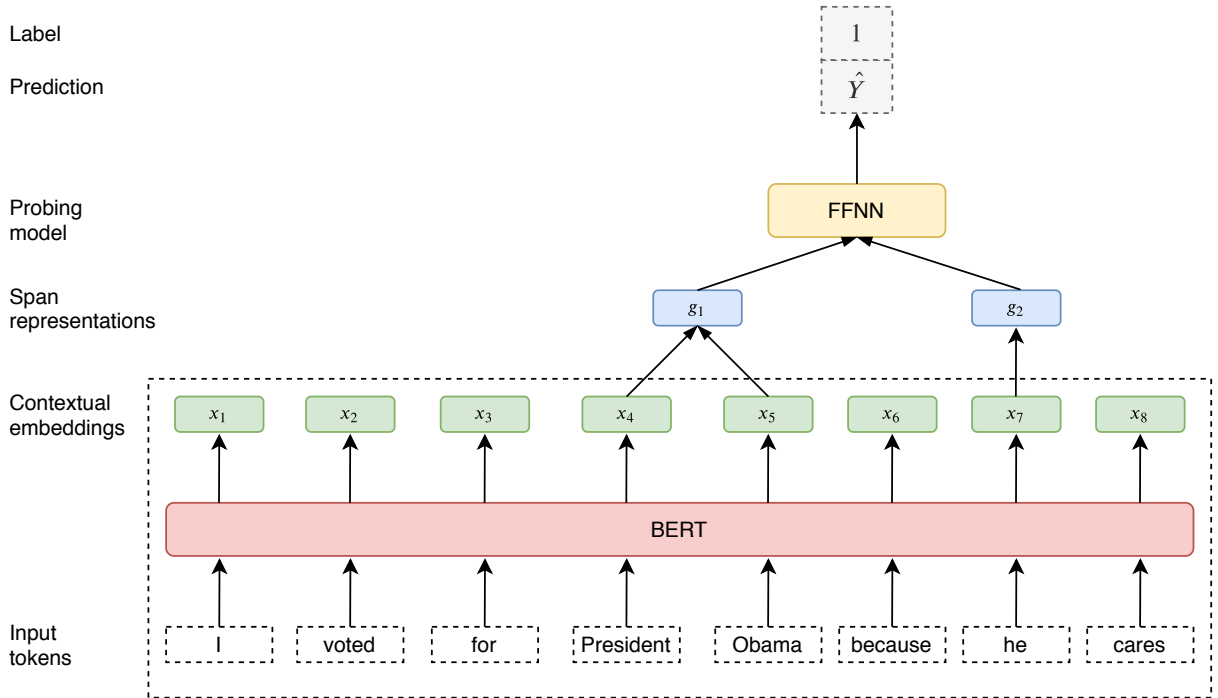 Label
1
Prediction
Ŷ
Probing
model
FFNN
Span
representations
g₁ g₂
Contextual
embeddings
x₁ x₂ x₃ x₄ x₅ x₆ x₇ x₈
BERT
Input
tokens
I voted for President Obama because he cares